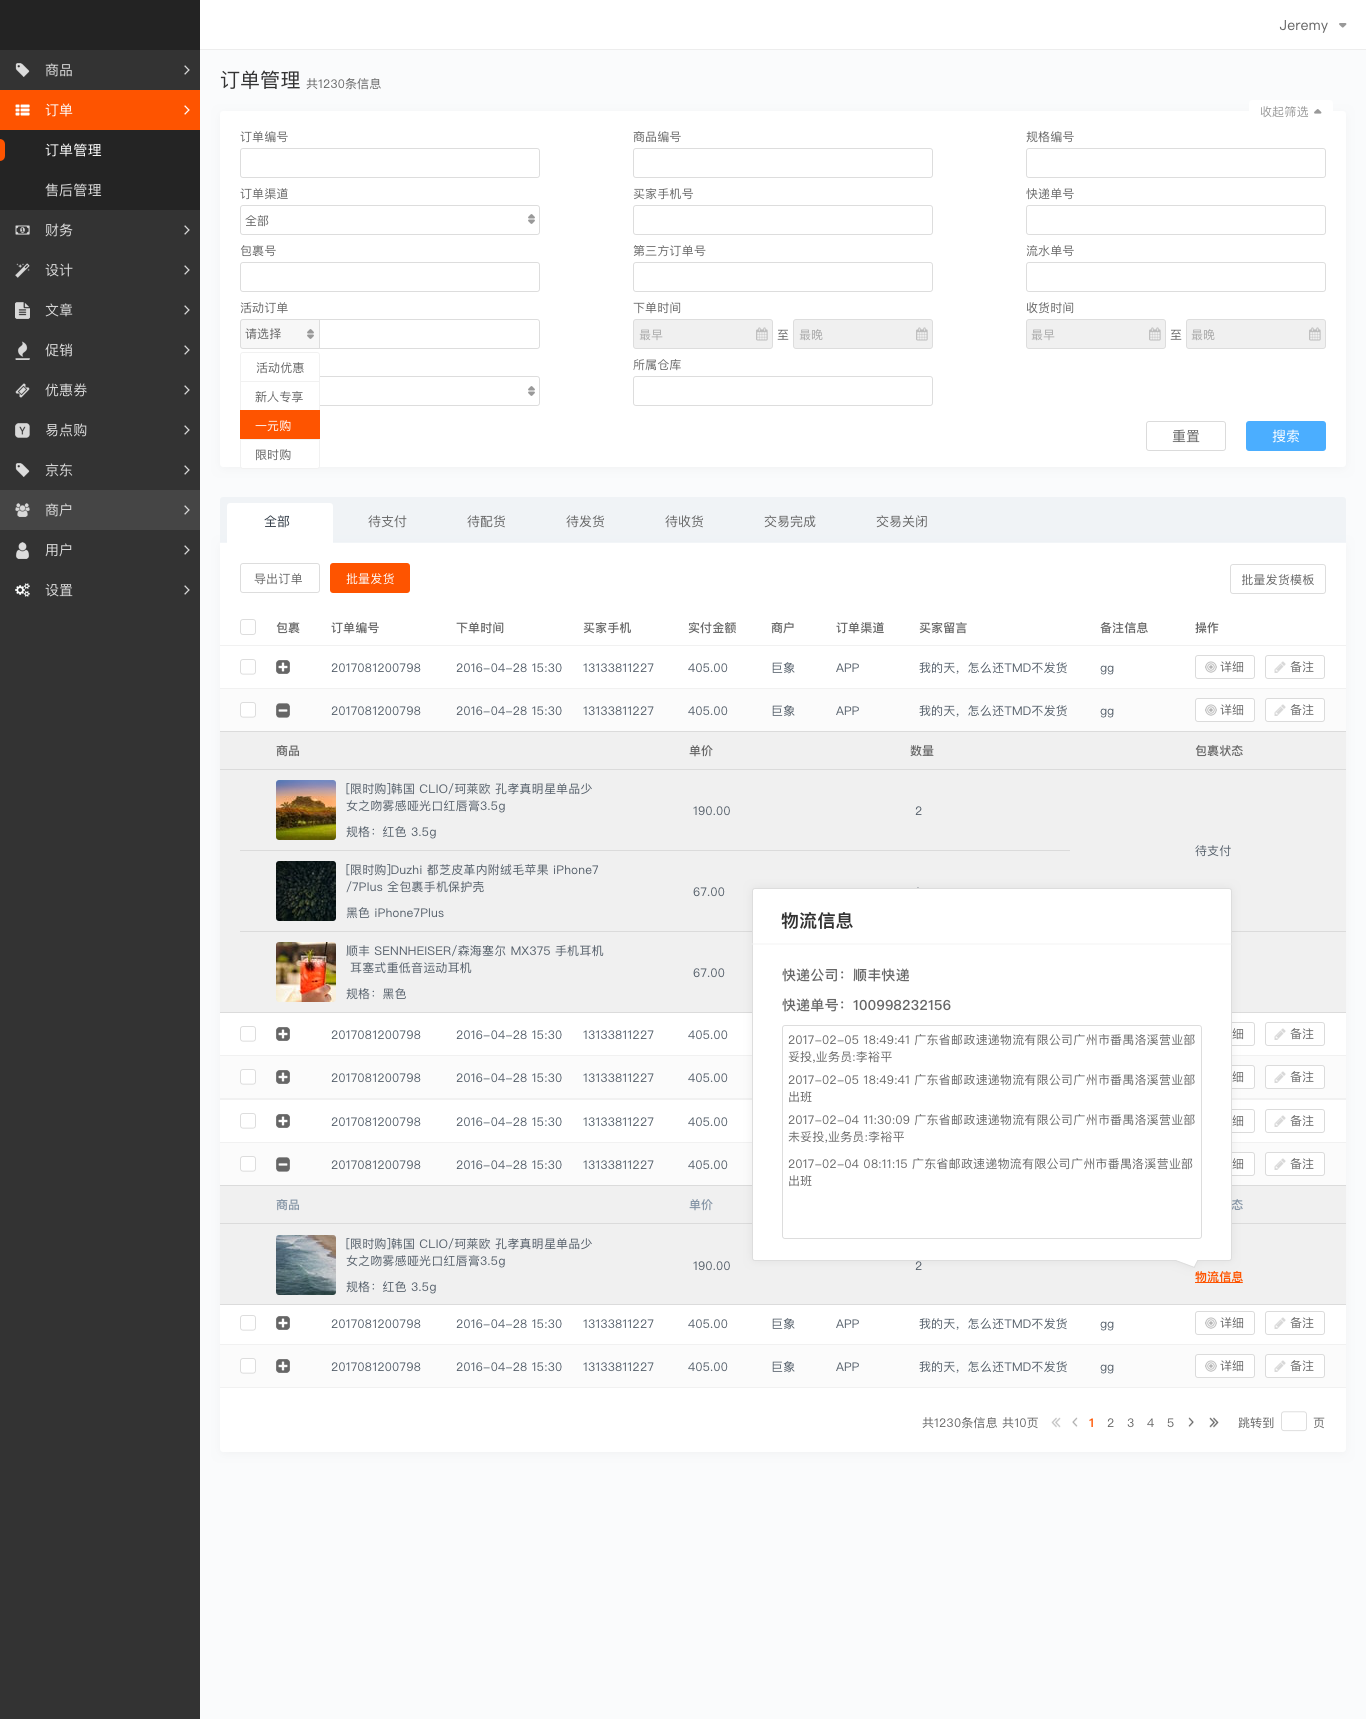 Jeremy
商品
订单
订单管理
售后管理
财务
设计
文章
促销
优惠券
易点购
京东
商户
用户
设置
订单管理 共1230条信息
收起筛选
订单编号 商品编号 规格编号
订单渠道 买家手机号 快递单号
全部
包裹号 第三方订单号 流水单号
活动订单 下单时间 收货时间
请选择 最早 至 最晚 最早 至 最晚
活动优惠 所属仓库
新人专享
一元购
限时购
重置 搜索
全部 待支付 待配货 待发货 待收货 交易完成 交易关闭
导出订单 批量发货 批量发货模板
包裹 订单编号 下单时间 买家手机 实付金额 商户 订单渠道 买家留言 备注信息 操作
2017081200798 2016-04-28 15:30 13133811227 405.00 巨象 APP 我的天，怎么还TMD不发货 gg 详细 备注
2017081200798 2016-04-28 15:30 13133811227 405.00 巨象 APP 我的天，怎么还TMD不发货 gg 详细 备注
商品 单价 数量 包裹状态
[限时购]韩国 CLIO/珂莱欧 孔孝真明星单品少
女之吻雾感哑光口红唇膏3.5g
190.00 2
规格：红色 3.5g
待支付
[限时购]Duzhi 都芝皮革内附绒毛苹果 iPhone7
/7Plus 全包裹手机保护壳
67.00
黑色 iPhone7Plus
顺丰 SENNHEISER/森海塞尔 MX375 手机耳机
耳塞式重低音运动耳机
67.00
规格：黑色
2017081200798 2016-04-28 15:30 13133811227 405.00 细 备注
2017081200798 2016-04-28 15:30 13133811227 405.00 细 备注
2017081200798 2016-04-28 15:30 13133811227 405.00 细 备注
2017081200798 2016-04-28 15:30 13133811227 405.00 细 备注
商品 单价 态
[限时购]韩国 CLIO/珂莱欧 孔孝真明星单品少
女之吻雾感哑光口红唇膏3.5g
190.00 2
规格：红色 3.5g
物流信息
物流信息
快递公司：顺丰快递
快递单号：100998232156
2017-02-05 18:49:41 广东省邮政速递物流有限公司广州市番禺洛溪营业部
妥投,业务员:李裕平
2017-02-05 18:49:41 广东省邮政速递物流有限公司广州市番禺洛溪营业部
出班
2017-02-04 11:30:09 广东省邮政速递物流有限公司广州市番禺洛溪营业部
未妥投,业务员:李裕平
2017-02-04 08:11:15 广东省邮政速递物流有限公司广州市番禺洛溪营业部
出班
2017081200798 2016-04-28 15:30 13133811227 405.00 巨象 APP 我的天，怎么还TMD不发货 gg 详细 备注
2017081200798 2016-04-28 15:30 13133811227 405.00 巨象 APP 我的天，怎么还TMD不发货 gg 详细 备注
共1230条信息 共10页 1 2 3 4 5 跳转到 页